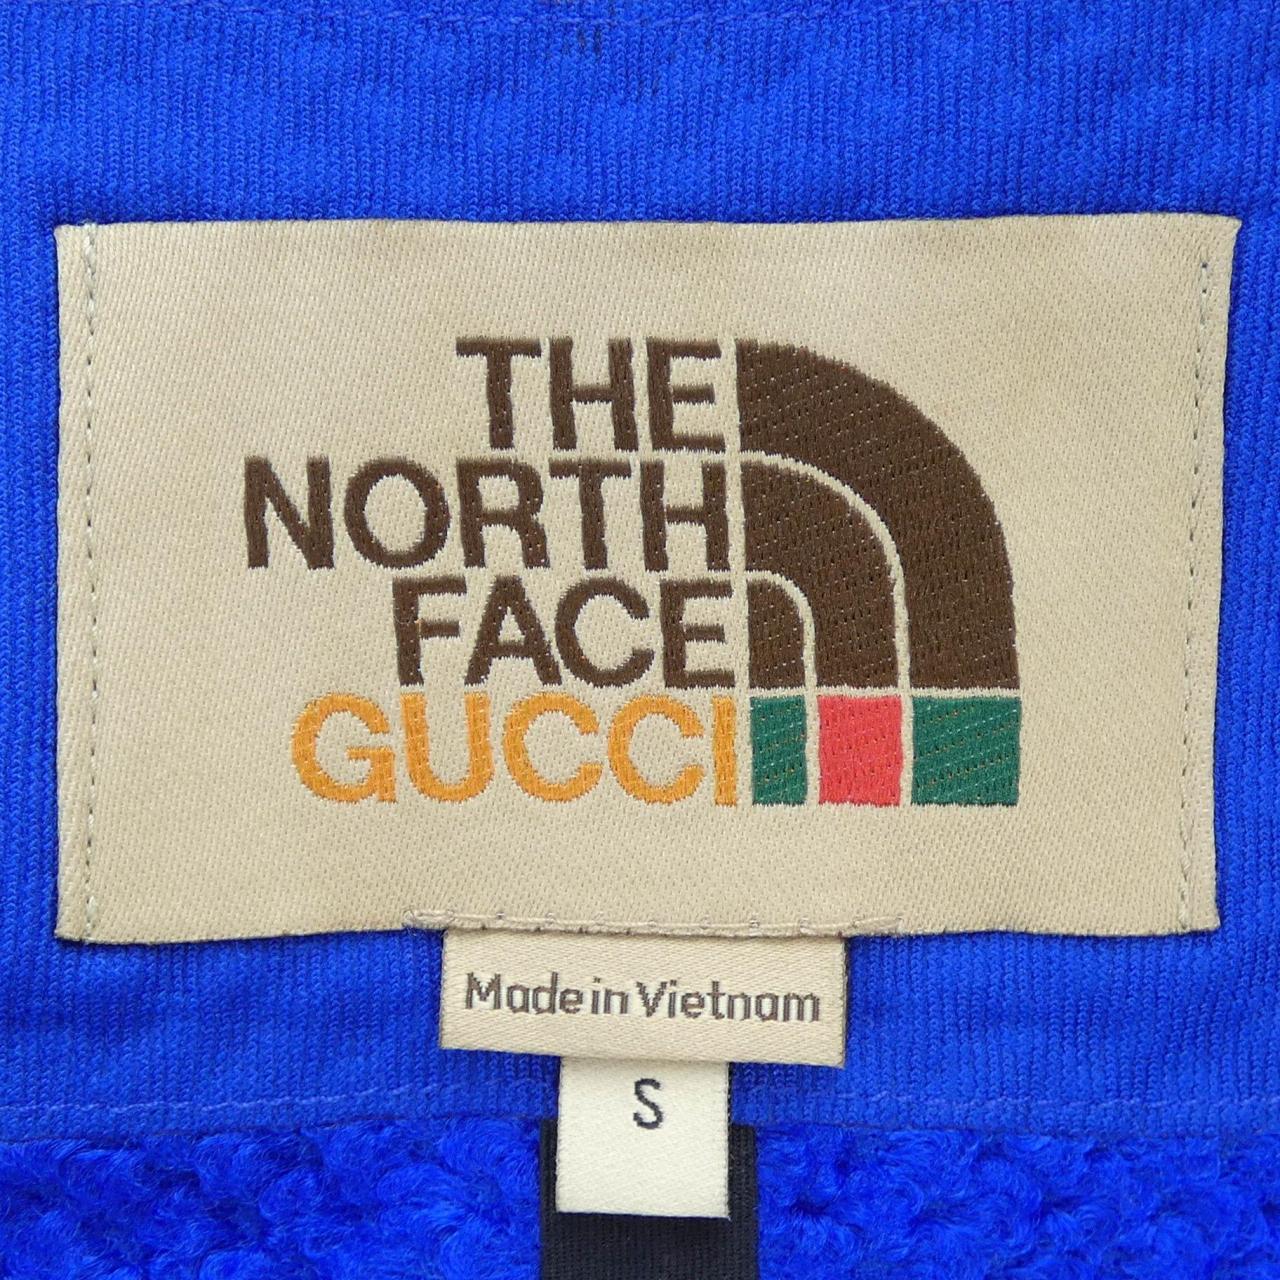 THE
NORTH
FACE
GUCCI
Made in Vietnam
S